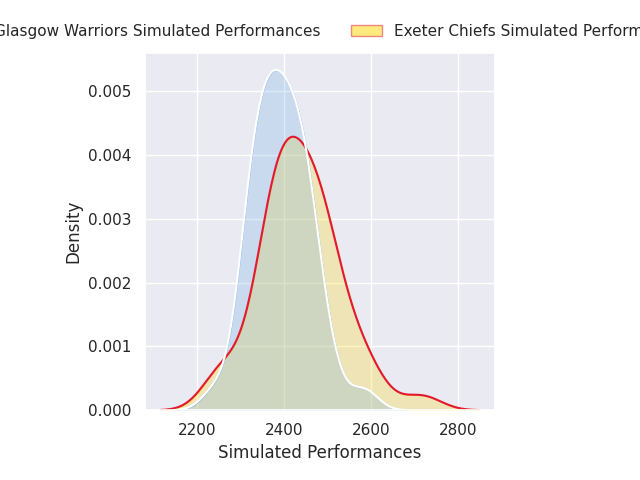 Glasgow Warriors Simulated Performances
Exeter Chiefs Simulated Perform
0.005
0.004
0.003
0.002
0.001
0.000
Density
2200 2400 2600 2800
Simulated Performances